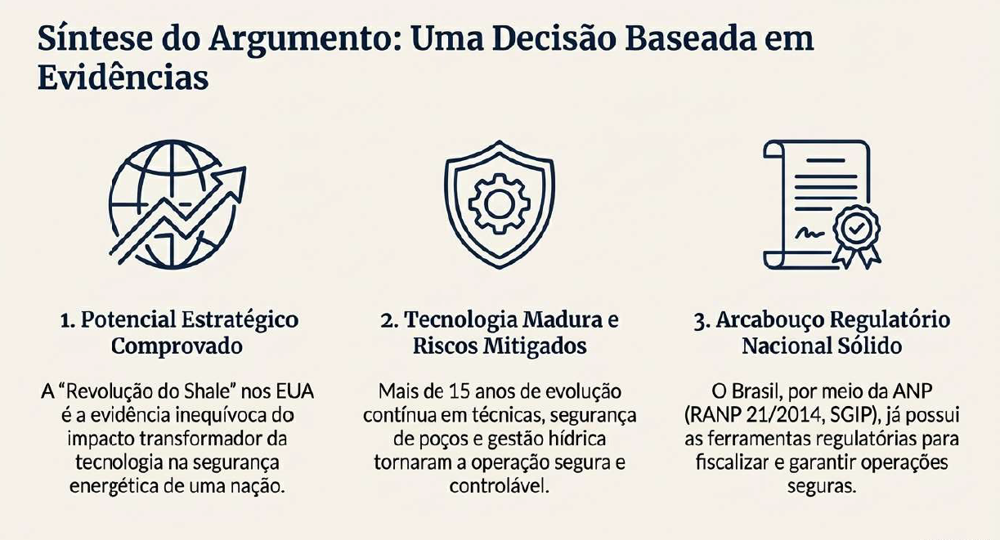 Síntese do Argumento: Uma Decisão Baseada em
Evidências
1. Potencial Estratégico
Comprovado
A “Revolução do Shale” nos EUA
é a evidência inequívoca do
impacto transformador da
tecnologia na segurança
energética de uma nação.
2. Tecnologia Madura e
Riscos Mitigados
Mais de 15 anos de evolução
contínua em técnicas, segurança
de poços e gestão hídrica
tornaram a operação segura e
controlável.
3. Arcabouço Regulatório
Nacional Sólido
O Brasil, por meio da ANP
(RANP 21/2014, SGIP), já possui
as ferramentas regulatórias para
fiscalizar e garantir operações
seguras.